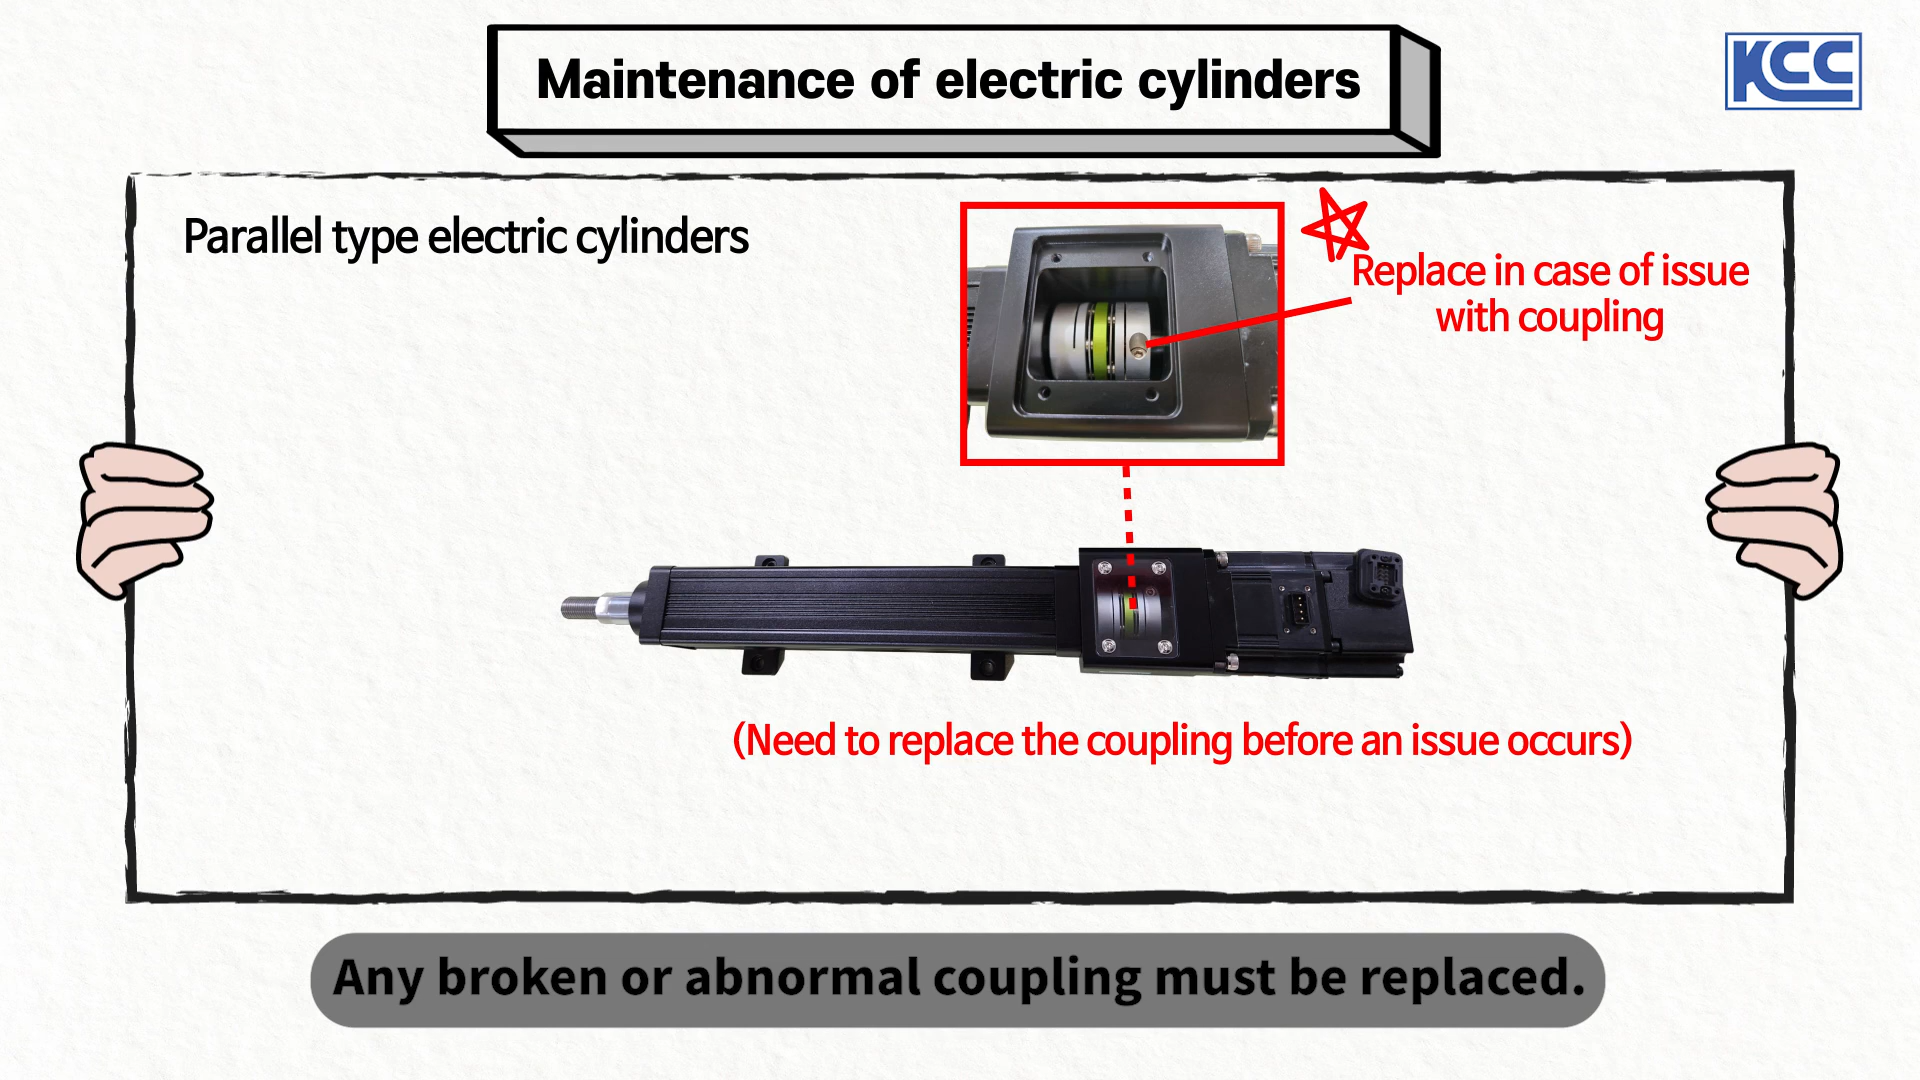 Maintenance of electric cylinders
KCC
Parallel type electric cylinders
Replace in case of issue
with coupling
(Need to replace the coupling before an issue occurs)
Any broken or abnormal coupling must be replaced.